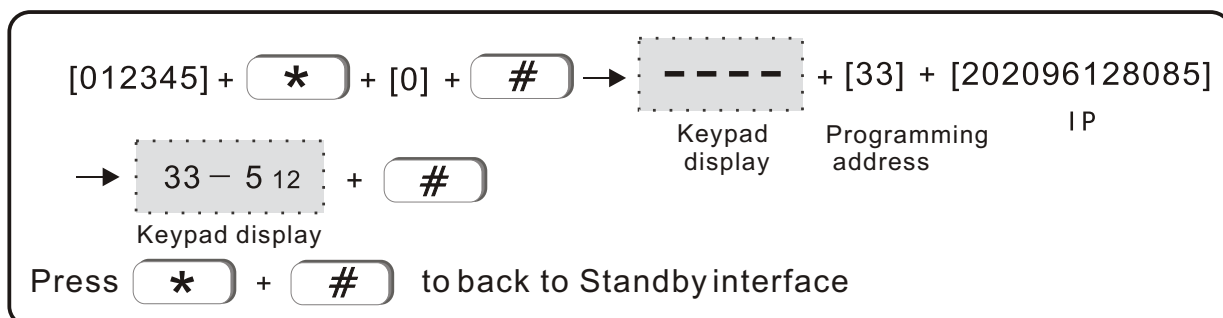 [012345] + * + [0] + # → ---- + [33] + [202096128085]
Keypad display Programming address IP
→ 33 - 5 12 + #
Keypad display
Press * + # to back to Standby interface